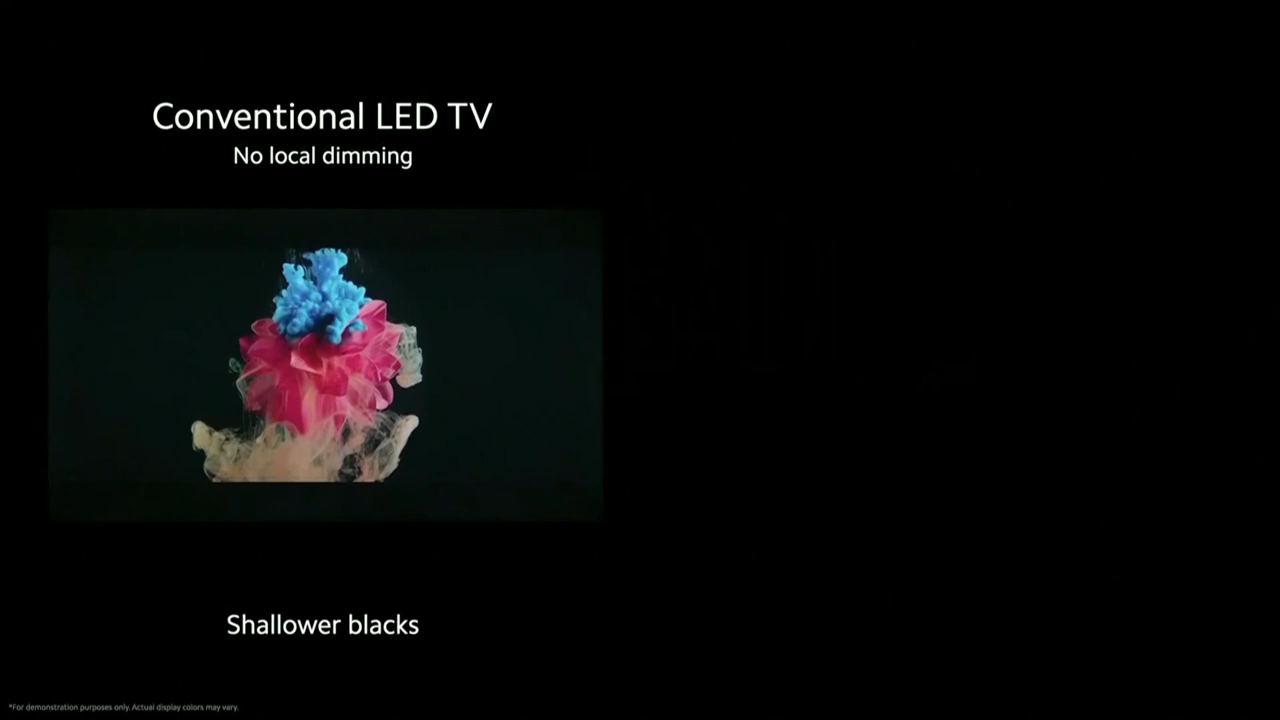 Conventional LED TV
No local dimming
Shallower blacks
*For demonstration purposes only. Actual display colors may vary.